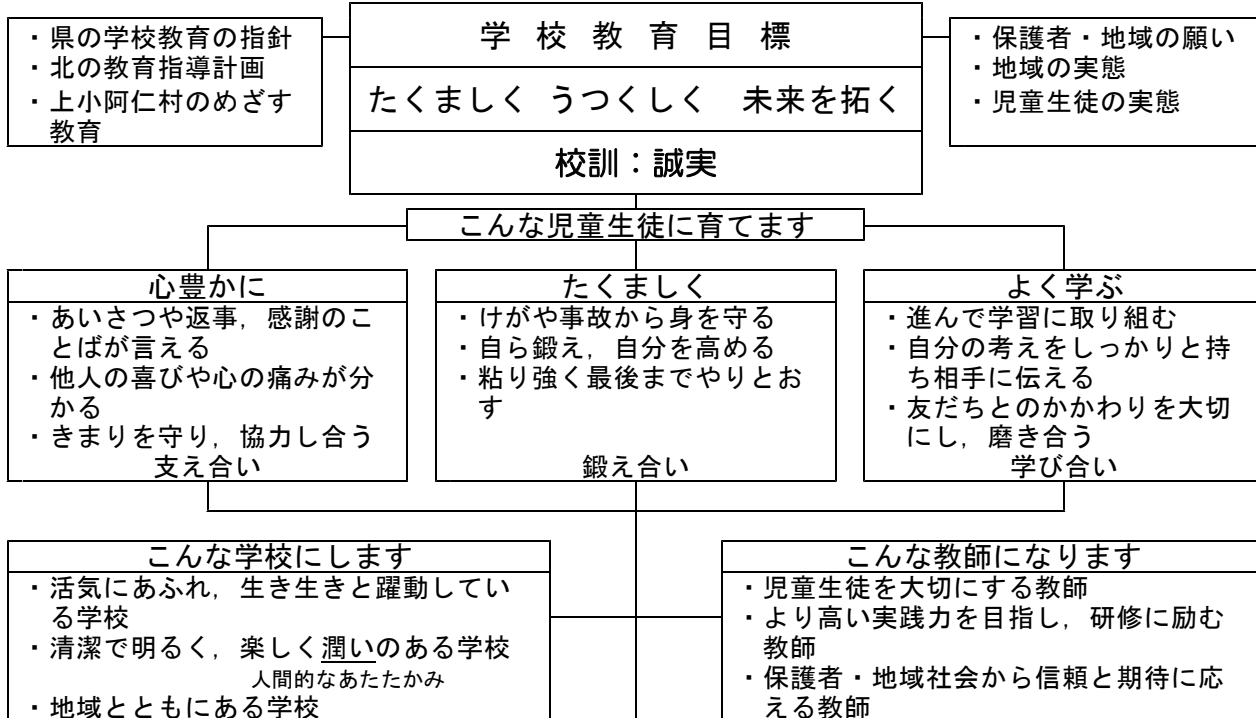 ・県の学校教育の指針
・北の教育指導計画
・上小阿仁村のめざす
教育
学校教育目標
たくましく うつくしく 未来を拓く
校訓：誠実
・保護者・地域の願い
・地域の実態
・児童生徒の実態
こんな児童生徒に育てます
心豊かに
・あいさつや返事，感謝のこ
とばが言える
・他人の喜びや心の痛みが分
かる
・きまりを守り，協力し合う
支え合い
たくましく
・けがや事故から身を守る
・自ら鍛え，自分を高める
・粘り強く最後までやりとお
す
鍛え合い
よく学ぶ
・進んで学習に取り組む
・自分の考えをしっかりと持
ち相手に伝える
・友だちとのかかわりを大切
にし，磨き合う
学び合い
こんな学校にします
・活気にあふれ，生き生きと躍動してい
る学校
・清潔で明るく，楽しく潤いのある学校
人間的なあたたかみ
・地域とともにある学校
こんな教師になります
・児童生徒を大切にする教師
・より高い実践力を目指し，研修に励む
教師
・保護者・地域社会から信頼と期待に応
える教師